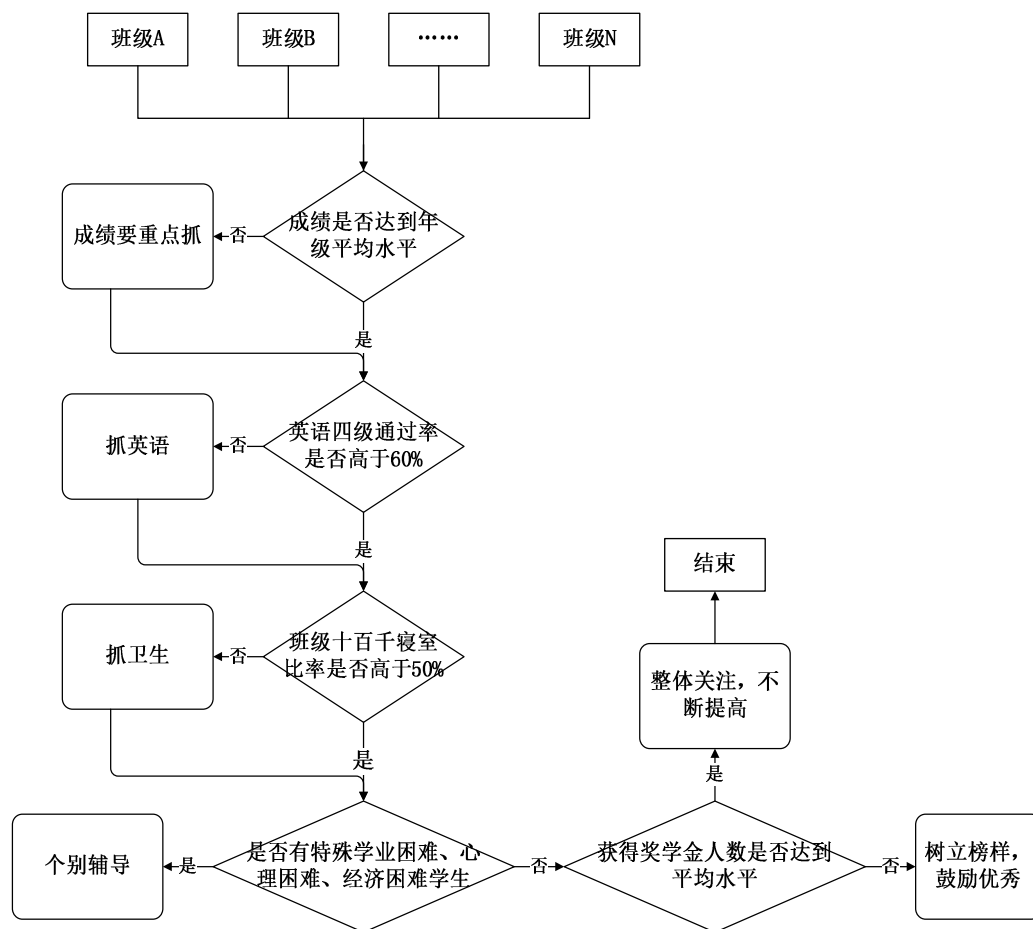 班级A
班级B
……
班级N
成绩是否达到年
级平均水平
否
成绩要重点抓
是
英语四级通过率
是否高于60%
否
抓英语
是
班级十百千寝室
比率是否高于50%
否
抓卫生
是
是否有特殊学业困难、心
理困难、经济困难学生
是
个别辅导
否
获得奖学金人数是否达到
平均水平
否
树立榜样，
鼓励优秀
是
整体关注，不
断提高
结束